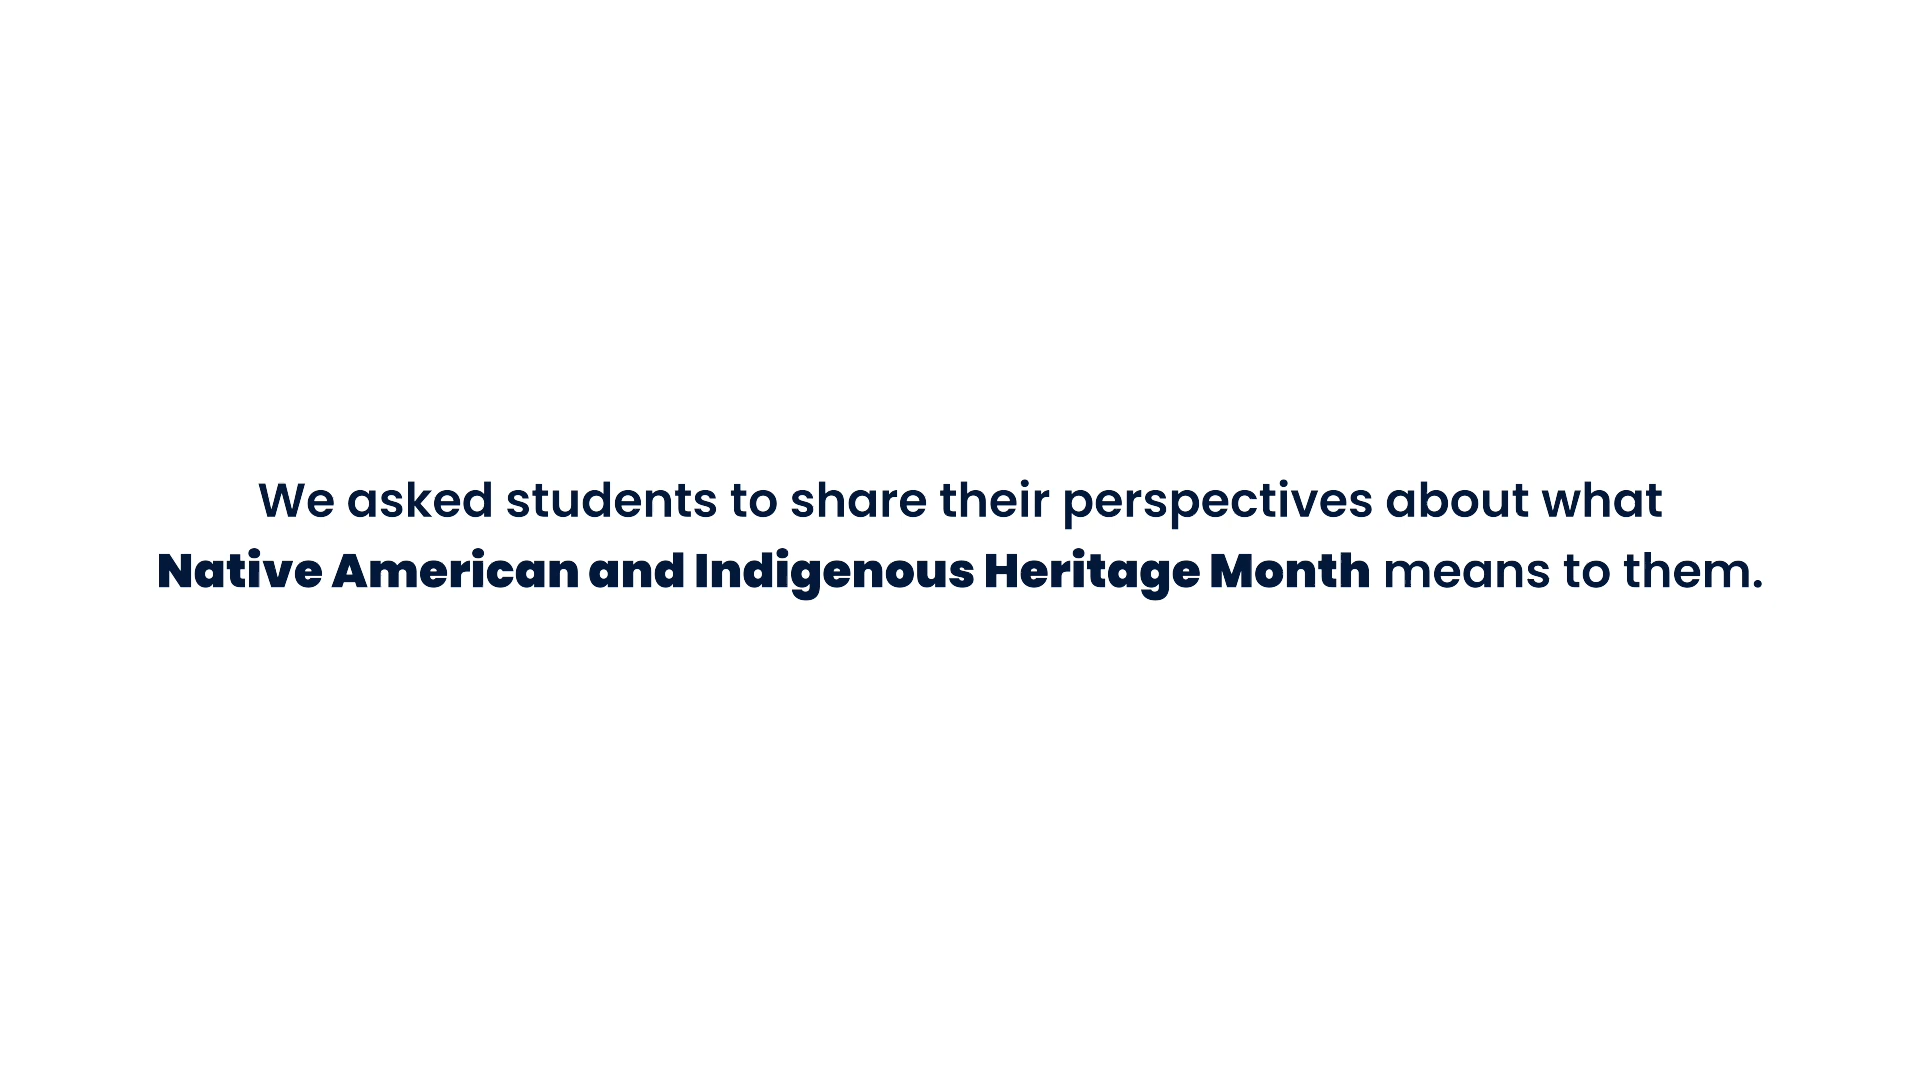 We asked students to share their perspectives about what
Native American and Indigenous Heritage Month means to them.